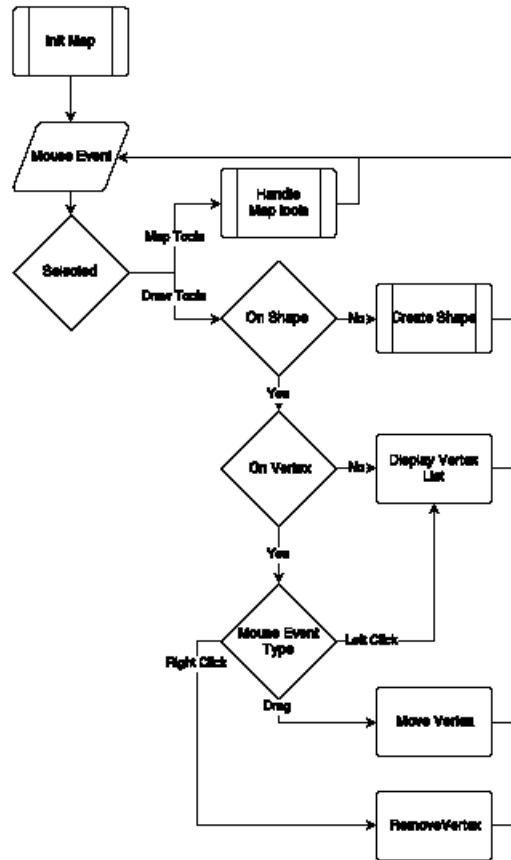 Init Map
Mouse Event
Handle
Map tools
Map Tools
Selected
Draw Tools
On Shape
No
Create Shape
Yes
On Vertex
No
Display Vertex
List
Yes
Mouse Event
Type
Left Click
Right Click
Drag
Move Vertex
RemoveVertex